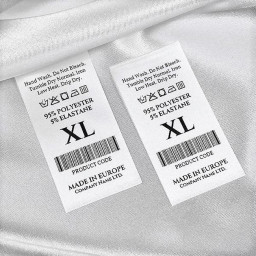 Hand Wash. Do Not Bleach.
Tumble Dry Normal. Iron
Low Heat. Drip Dry.
95% POLYESTER
5% ELASTANE
XL
PRODUCT CODE
MADE IN EUROPE
COMPANY NAME LTD.
Hand Wash. Do Not Bleach.
Tumble Dry Normal. Iron
Low Heat. Drip Dry.
95% POLYESTER
5% ELASTANE
XL
PRODUCT CODE
MADE IN EUROPE
COMPANY NAME LTD.